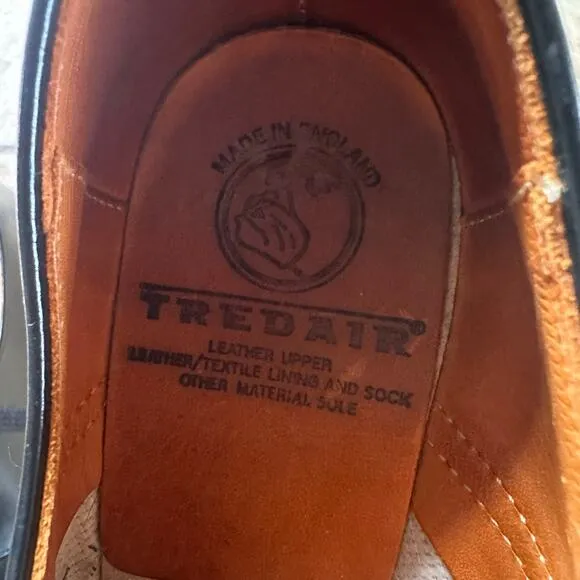 MADE IN ENGLAND
TREDAIR®
LEATHER UPPER
LEATHER/TEXTILE LINING AND SOCK
OTHER MATERIAL SOLE